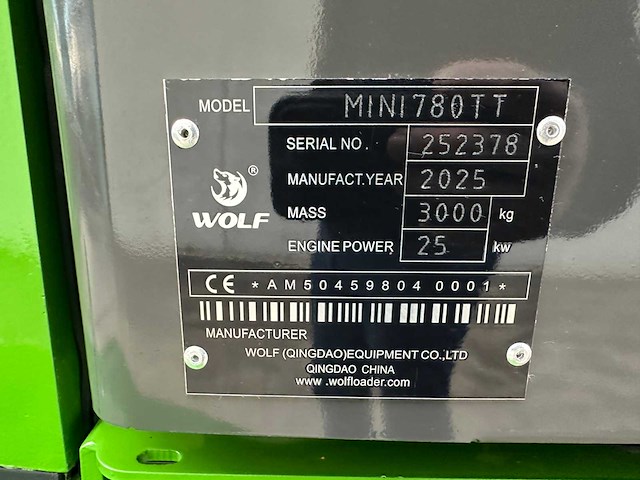 MODEL MINI780TT
SERIAL NO. 252378
MANUFACT.YEAR 2025
MASS 3000 kg
ENGINE POWER 25 kw
® WOLF
CE *AM50459804 0001*
MANUFACTURER
WOLF (QINGDAO)EQUIPMENT CO.,LTD
QINGDAO CHINA
www.wolfloader.com